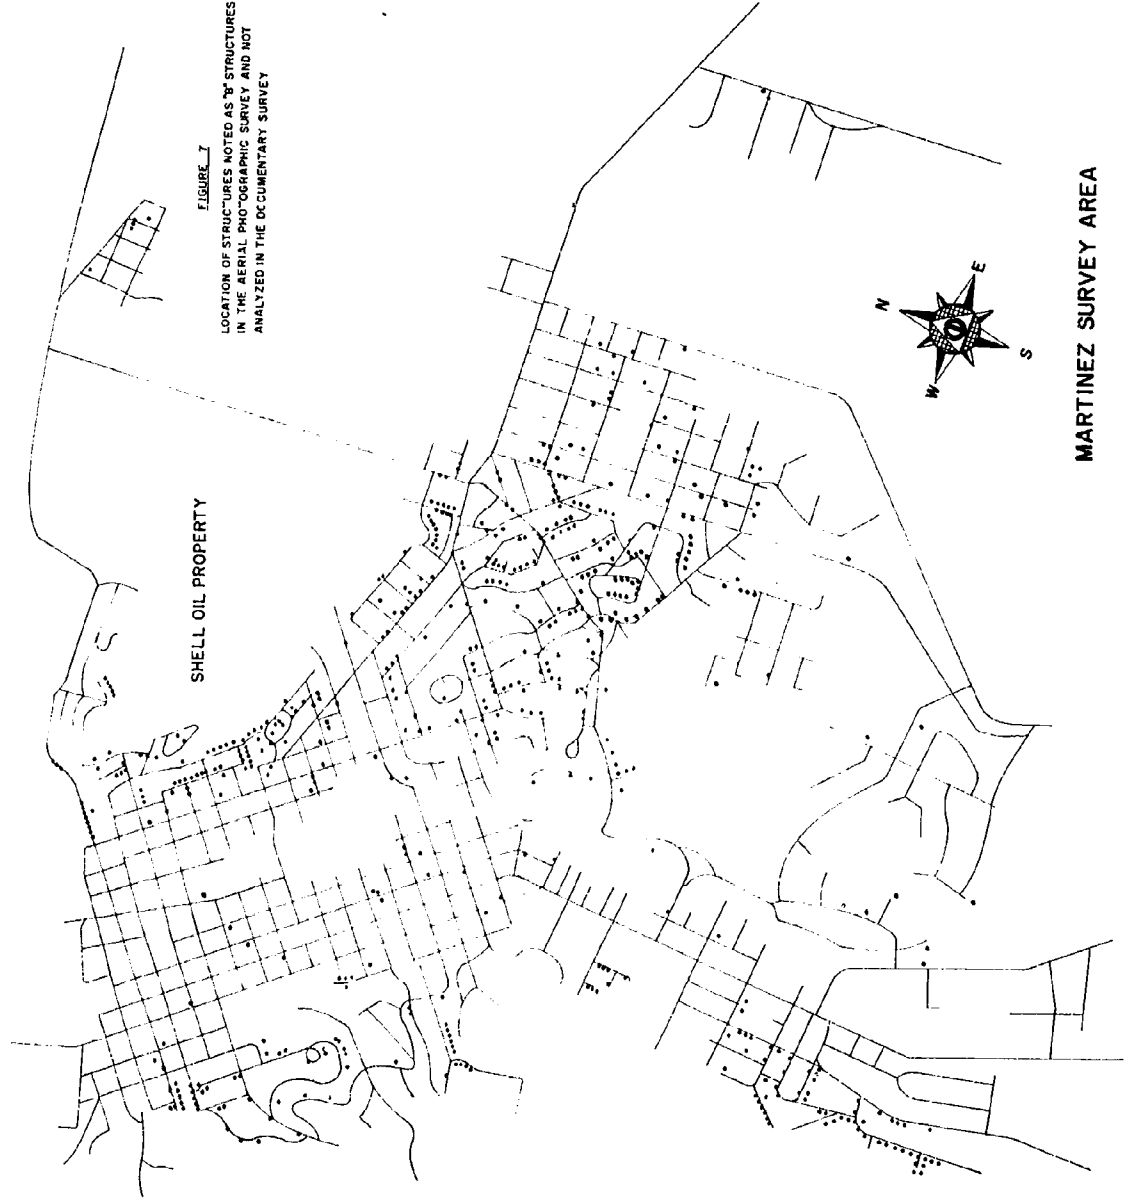 FIGURE 7
LOCATION OF STRUCTURES NOTED AS "B" STRUCTURES
IN THE AERIAL PHOTOGRAPHIC SURVEY AND NOT
ANALYZED IN THE DOCUMENTARY SURVEY
SHELL OIL PROPERTY
N
E
W
S
MARTINEZ SURVEY AREA